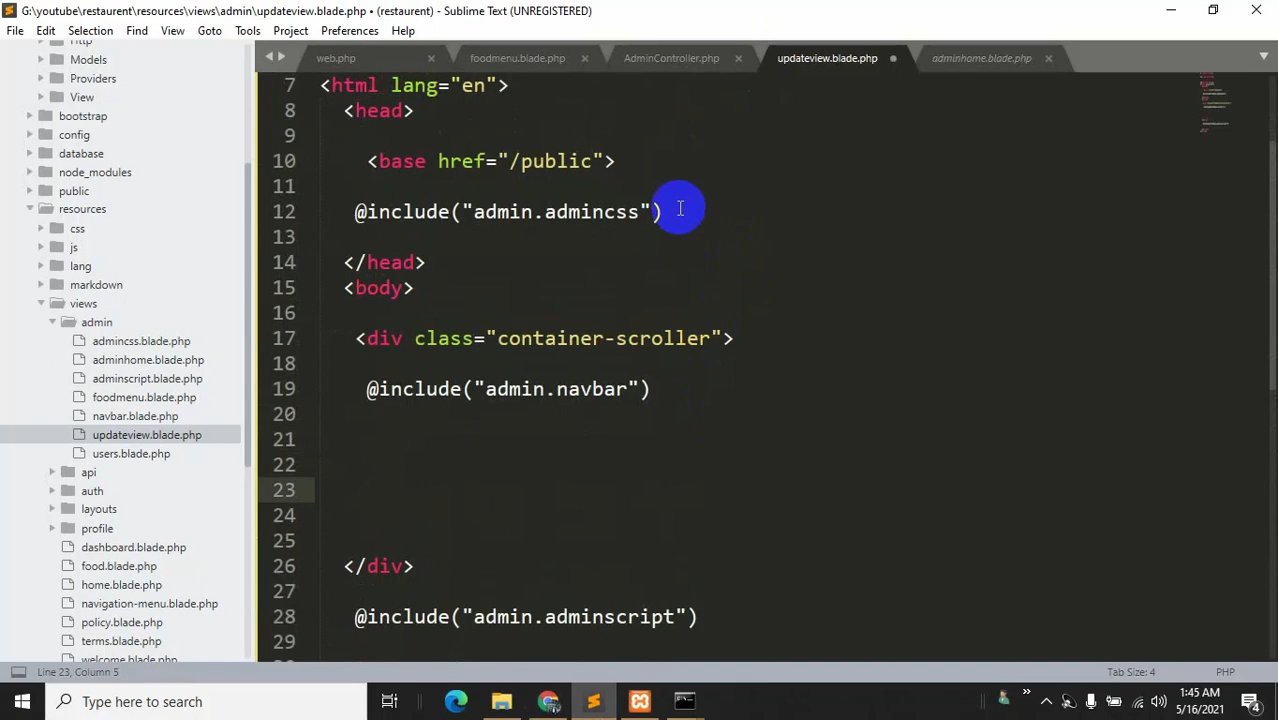 G:\youtube\restaurent\resources\views\admin\updateview.blade.php • (restaurent) - Sublime Text (UNREGISTERED)
File Edit Selection Find View Goto Tools Project Preferences Help
web.php foodmenu.blade.php AdminController.php updateview.blade.php adminhome.blade.php
Http
Models
Providers
View
bootstrap
config
database
node_modules
public
resources
css
js
lang
markdown
views
admin
admincss.blade.php
adminhome.blade.php
adminscript.blade.php
foodmenu.blade.php
navbar.blade.php
updateview.blade.php
users.blade.php
api
auth
layouts
profile
dashboard.blade.php
food.blade.php
home.blade.php
navigation-menu.blade.php
policy.blade.php
terms.blade.php
welcome.blade.php
7 <html lang="en">
8 <head>
9
10 <base href="/public">
11
12 @include("admin.admincss")
13
14 </head>
15 <body>
16
17 <div class="container-scroller">
18
19 @include("admin.navbar")
20
21
22
23
24
25
26 </div>
27
28 @include("admin.adminscript")
29
Line 23, Column 5 Tab Size: 4 PHP
Type here to search
1:45 AM
5/16/2021
4